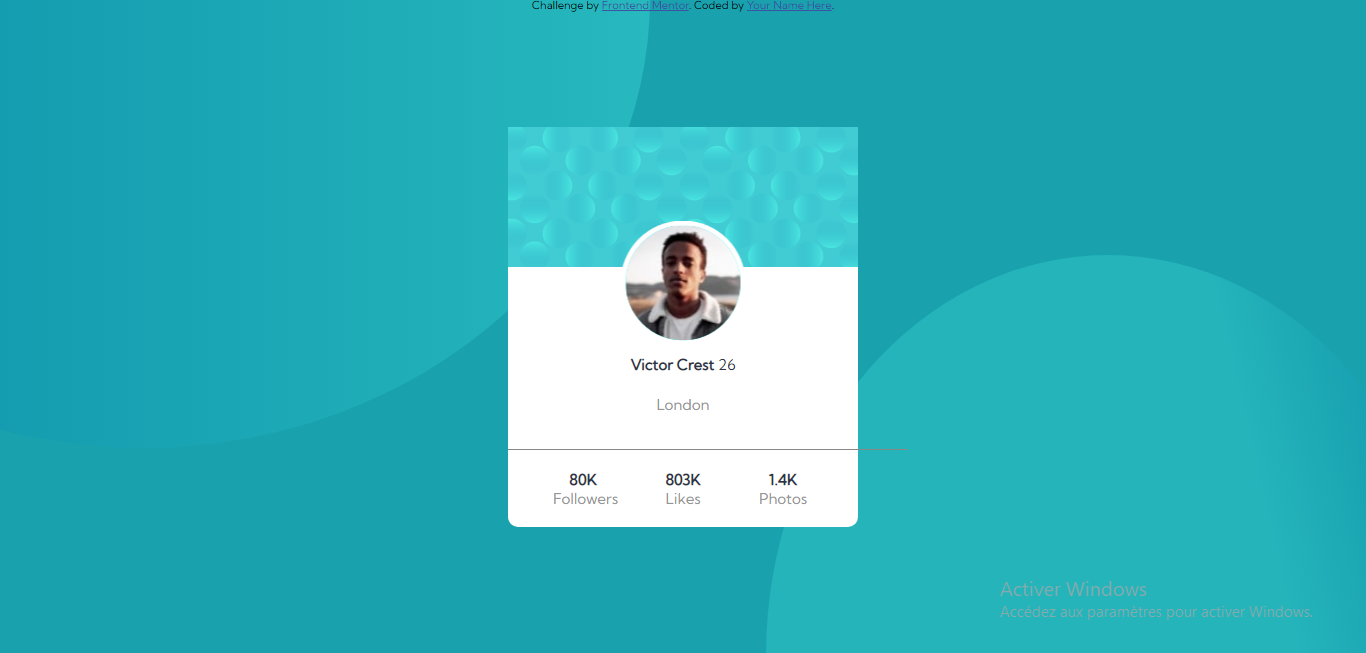 Challenge by Frontend Mentor. Coded by Your Name Here.
Victor Crest 26
London
80K 803K 1.4K
Followers Likes Photos
Activer Windows
Accédez aux paramètres pour activer Windows.